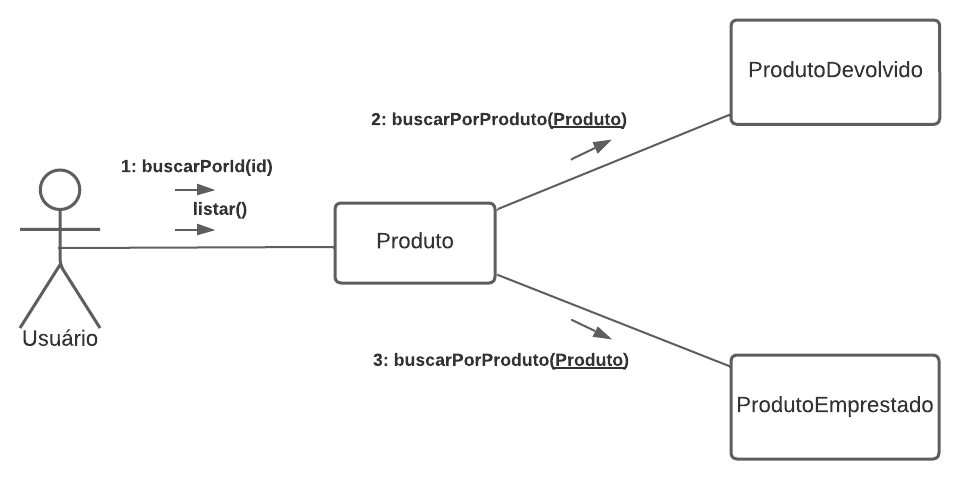 ProdutoDevolvido
2: buscarPorProduto(Produto)
1: buscarPorId(id)
listar()
Produto
Usuário
3: buscarPorProduto(Produto)
ProdutoEmprestado